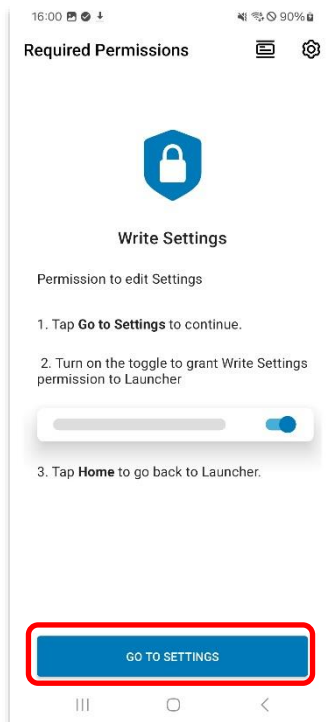 16:00 90%
Required Permissions
Write Settings
Permission to edit Settings
1. Tap Go to Settings to continue.
2. Turn on the toggle to grant Write Settings
permission to Launcher
3. Tap Home to go back to Launcher.
GO TO SETTINGS